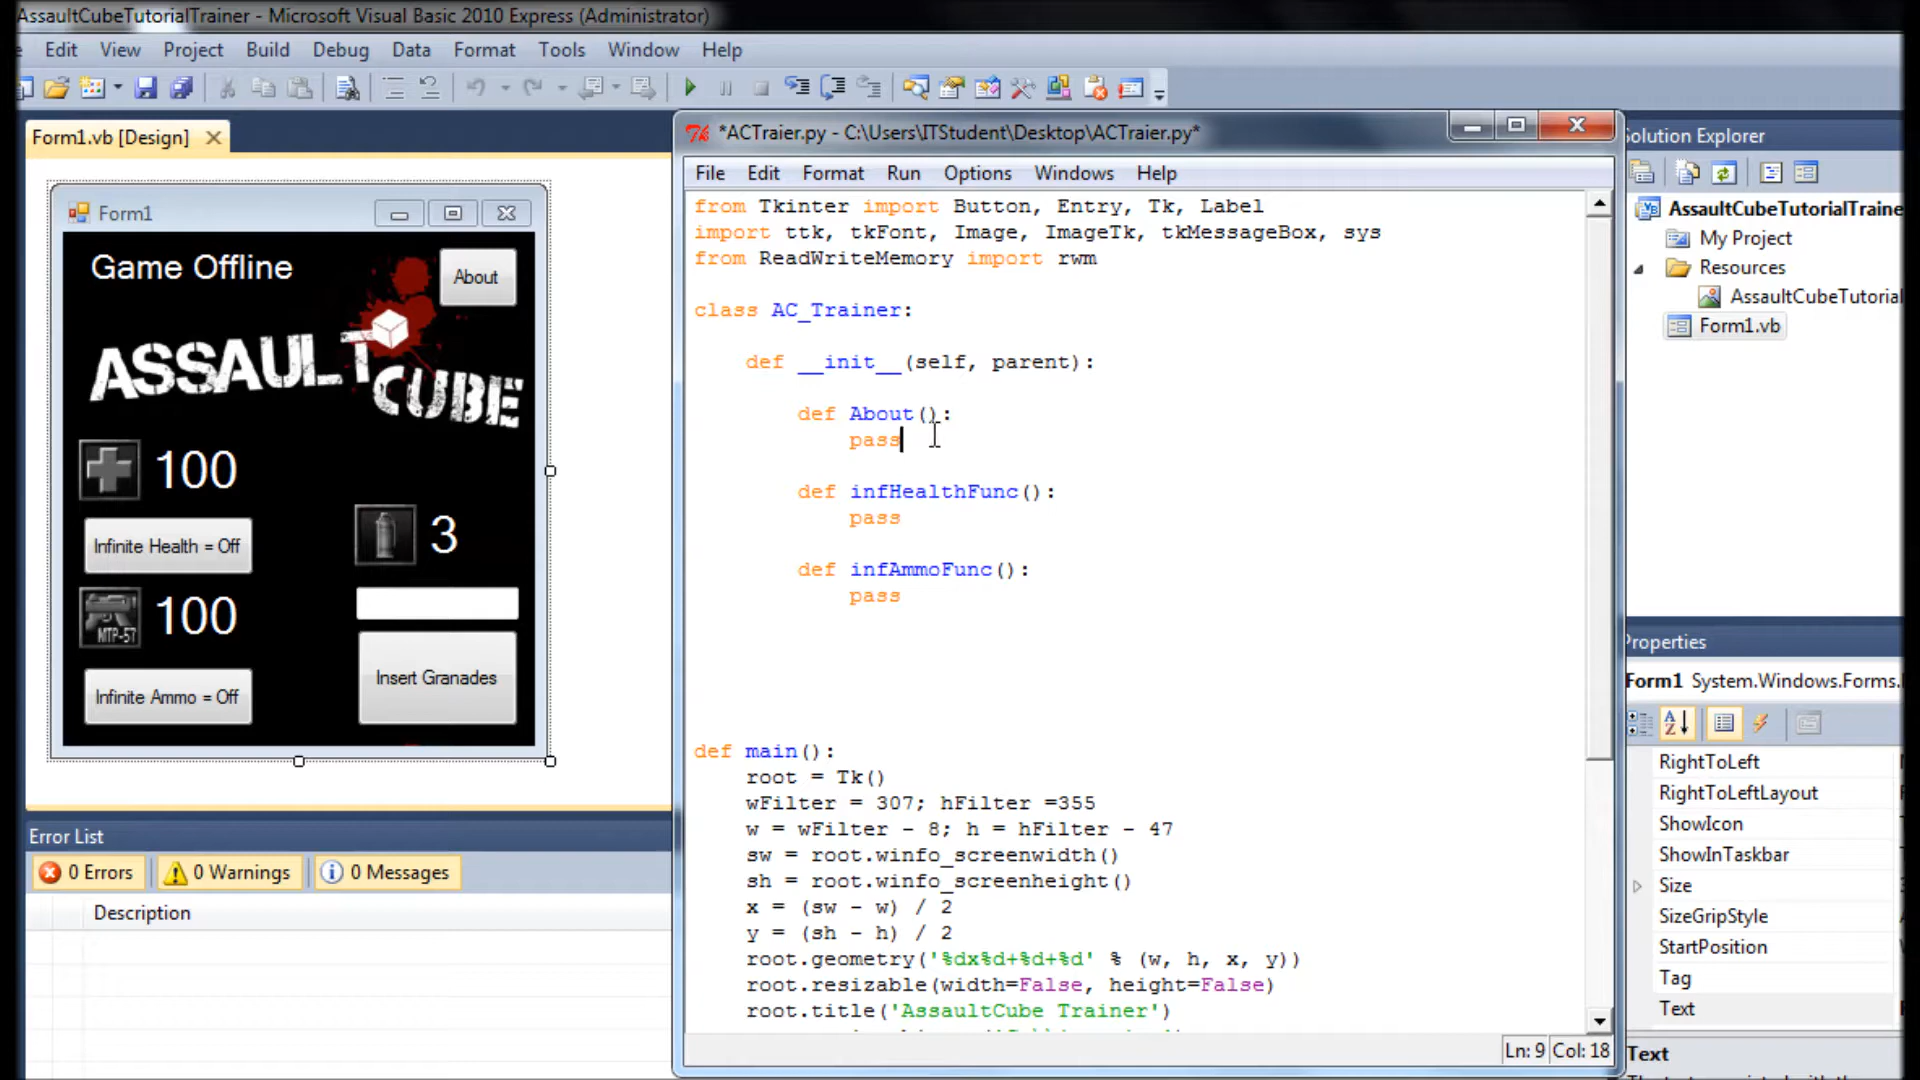 AssaultCubeTutorialTrainer - Microsoft Visual Basic 2010 Express (Administrator)
Edit View Project Build Debug Data Format Tools Window Help
Form1.vb [Design]
Form1
Game Offline
About
ASSAULT
CUBE
100
Infinite Health = Off
3
MTP-57
100
Infinite Ammo = Off
Insert Granades
Error List
0 Errors
0 Warnings
0 Messages
Description
*ACTraier.py - C:\Users\ITStudent\Desktop\ACTraier.py*
File Edit Format Run Options Windows Help
from Tkinter import Button, Entry, Tk, Label
import ttk, tkFont, Image, ImageTk, tkMessageBox, sys
from ReadWriteMemory import rwm
class AC_Trainer:
def __init__(self, parent):
def About():
pass
def infHealthFunc():
pass
def infAmmoFunc():
pass
def main():
root = Tk()
wFilter = 307; hFilter =355
w = wFilter - 8; h = hFilter - 47
sw = root.winfo_screenwidth()
sh = root.winfo_screenheight()
x = (sw - w) / 2
y = (sh - h) / 2
root.geometry('%dx%d+%d+%d' % (w, h, x, y))
root.resizable(width=False, height=False)
root.title('AssaultCube Trainer')
Ln: 9 Col: 18
Solution Explorer
AssaultCubeTutorialTraine
My Project
Resources
AssaultCubeTutorial
Form1.vb
Properties
Form1 System.Windows.Forms.
RightToLeft
RightToLeftLayout
ShowIcon
ShowInTaskbar
Size
SizeGripStyle
StartPosition
Tag
Text
Text